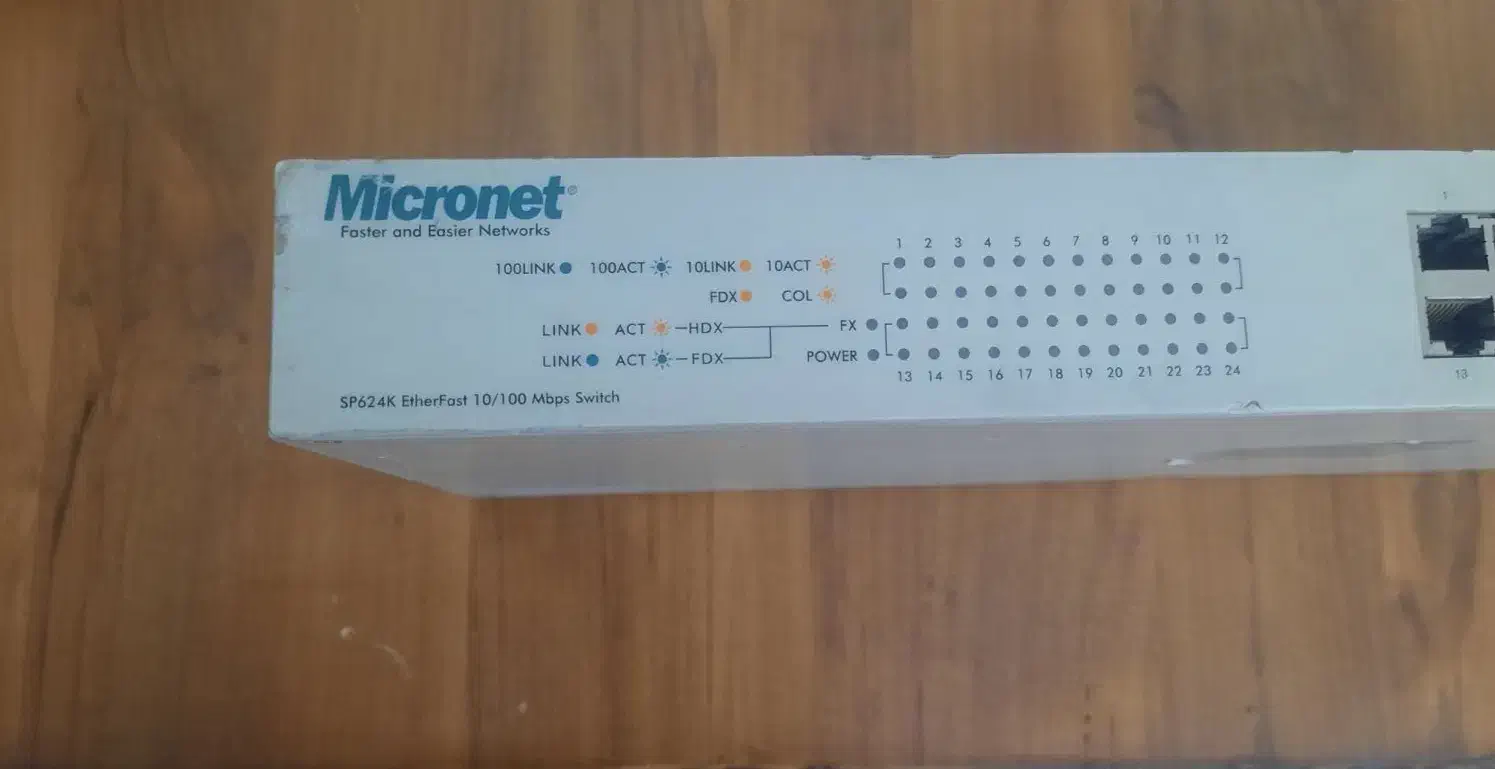 Micronet®
Faster and Easier Networks
100LINK 100ACT 10LINK 10ACT
FDX COL
LINK ACT HDX FX
LINK ACT FDX POWER
1 2 3 4 5 6 7 8 9 10 11 12
13 14 15 16 17 18 19 20 21 22 23 24
SP624K EtherFast 10/100 Mbps Switch
1
13